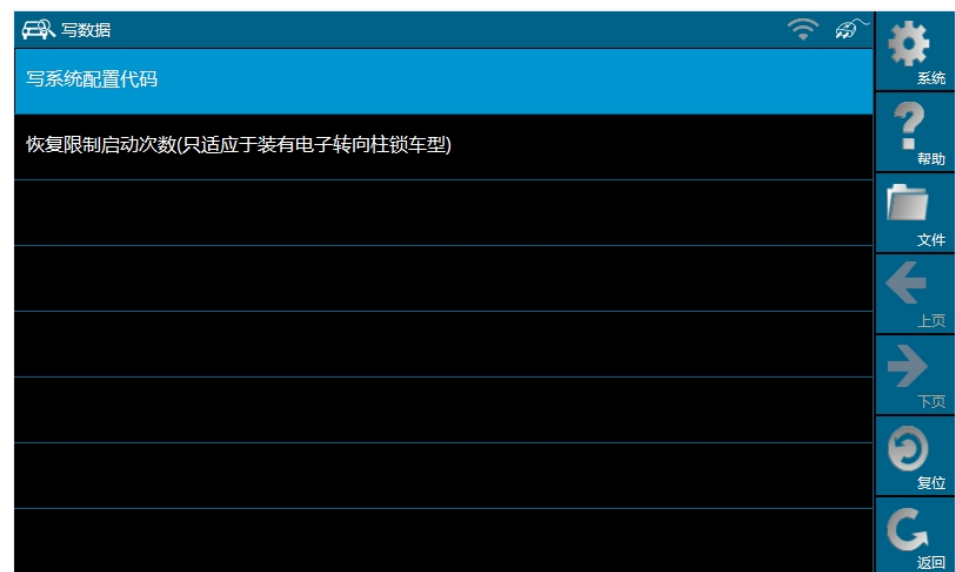 写数据
写系统配置代码
恢复限制启动次数(只适应于装有电子转向柱锁车型)
系统
帮助
文件
上页
下页
复位
返回